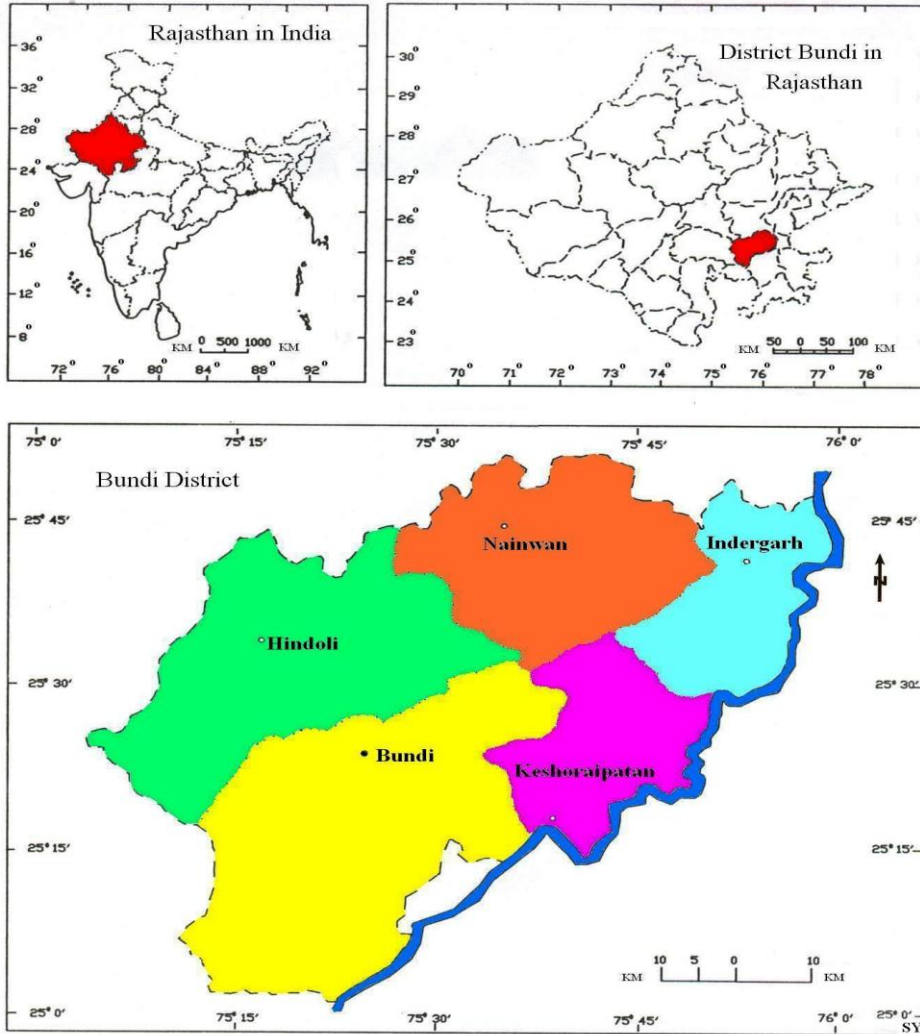 Rajasthan in India
36°
32°
28°
24°
20°
16°
12°
8°
KM 0 500 1000 KM
72° 76° 80° 84° 88° 92°
District Bundi in
Rajasthan
30°
29°
28°
27°
26°
25°
24°
23°
KM 50 0 50 100 KM
70° 71° 72° 73° 74° 75° 76° 77° 78°
75° 0' 75° 15' 75° 30' 75° 45' 76° 0'
Bundi District
25° 45' 25° 45'
Nainwan
Indergarh
N
Hindoli
25° 30' 25° 30'
Bundi
Keshoraipatan
25° 15' 25° 15'
10 5 0 10
KM KM
25° 0' 25° 0'
75° 15' 75° 30' 75° 45' 76° 0'